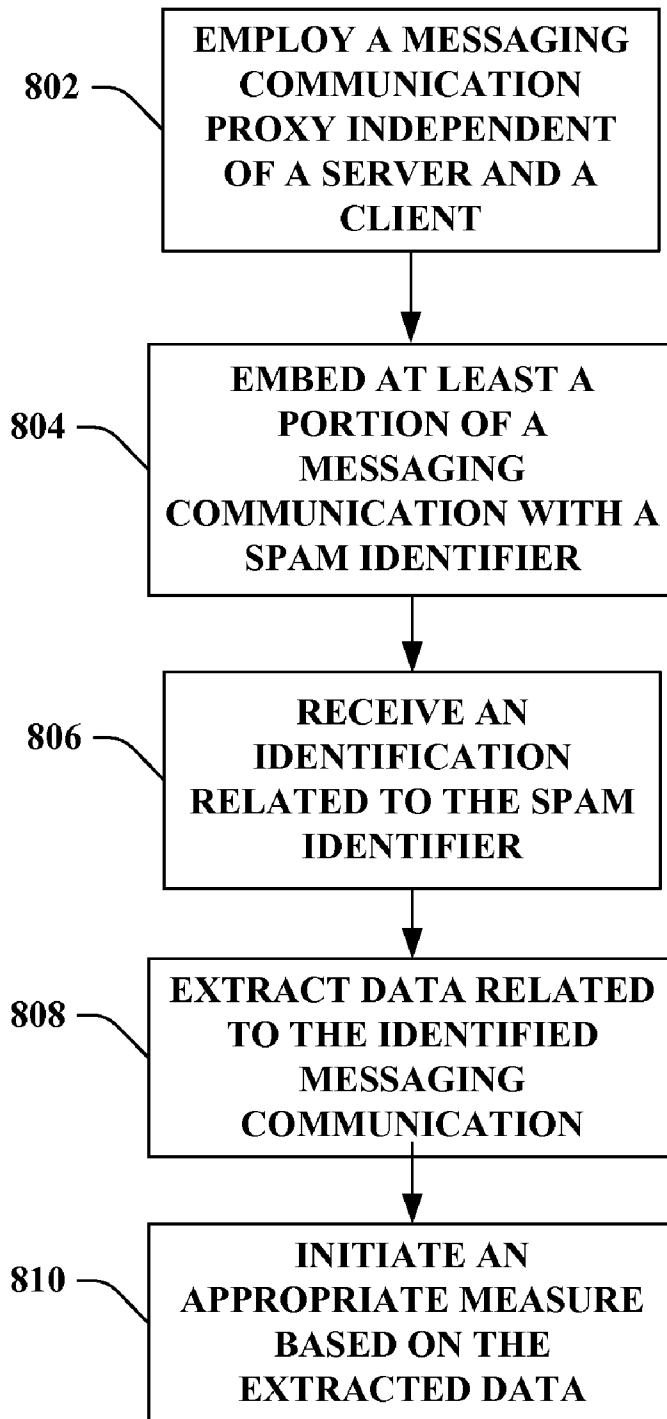 802
EMPLOY A MESSAGING
COMMUNICATION
PROXY INDEPENDENT
OF A SERVER AND A
CLIENT
804
EMBED AT LEAST A
PORTION OF A
MESSAGING
COMMUNICATION WITH A
SPAM IDENTIFIER
806
RECEIVE AN
IDENTIFICATION
RELATED TO THE SPAM
IDENTIFIER
808
EXTRACT DATA RELATED
TO THE IDENTIFIED
MESSAGING
COMMUNICATION
810
INITIATE AN
APPROPRIATE MEASURE
BASED ON THE
EXTRACTED DATA